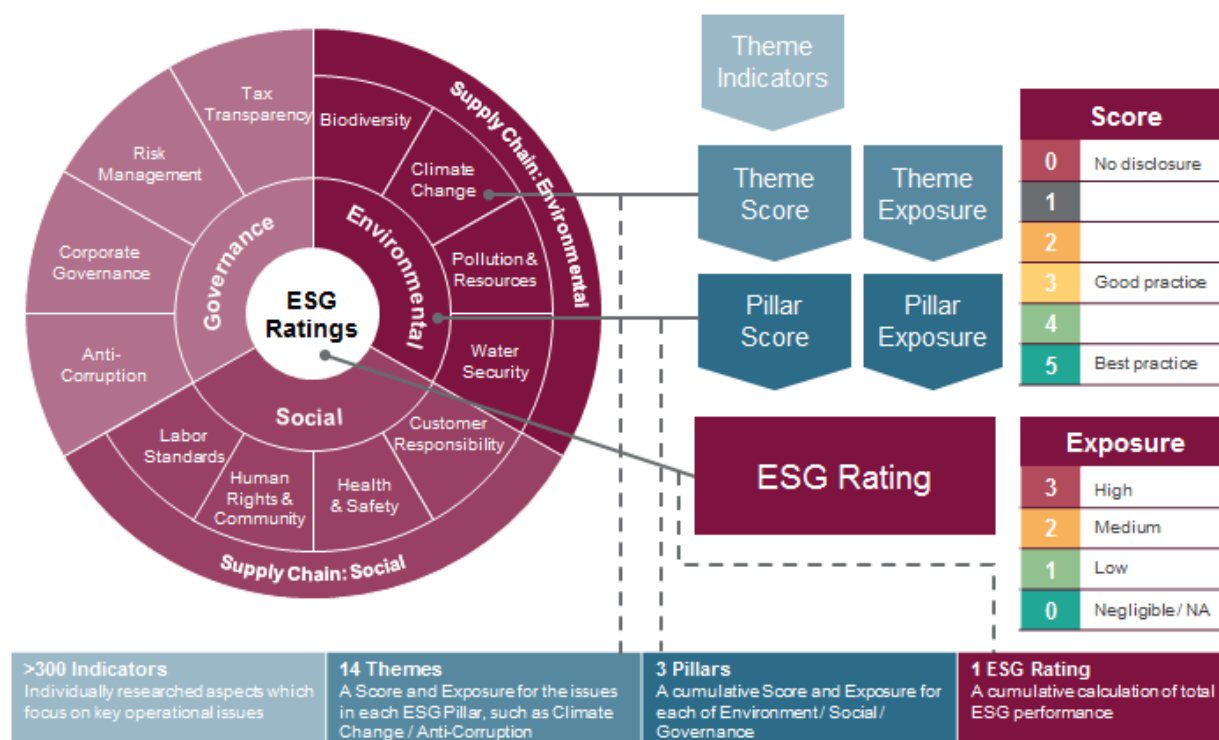 Tax
Transparency
Risk
Management
Corporate
Governance
Anti-
Corruption
Governance
Biodiversity
Climate
Change
Pollution &
Resources
Water
Security
Environmental
Supply Chain: Environmental
ESG
Ratings
Social
Labor
Standards
Human
Rights &
Community
Health
& Safety
Customer
Responsibility
Supply Chain: Social
Theme
Indicators
Theme
Score
Theme
Exposure
Pillar
Score
Pillar
Exposure
ESG Rating
Score
0 No disclosure
1
2
3 Good practice
4
5 Best practice
Exposure
3 High
2 Medium
1 Low
0 Negligible / NA
>300 Indicators
Individually researched aspects which
focus on key operational issues
14 Themes
A Score and Exposure for the issues
in each ESG Pillar, such as Climate
Change / Anti-Corruption
3 Pillars
A cumulative Score and Exposure for
each of Environment / Social /
Governance
1 ESG Rating
A cumulative calculation of total
ESG performance